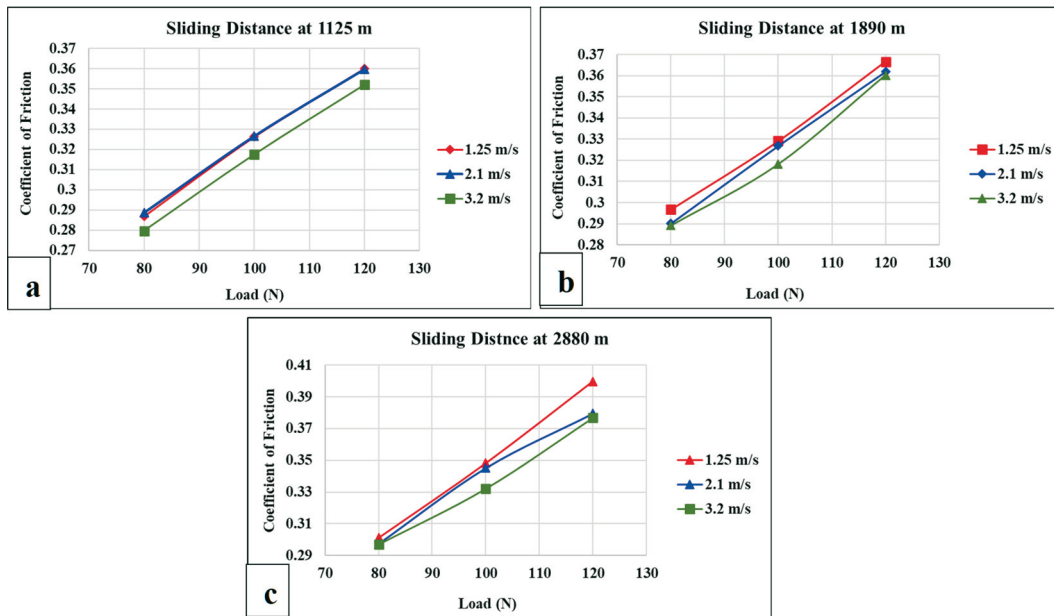 Sliding Distance at 1125 m
Coefficient of Friction
0.37
0.36
0.35
0.34
0.33
0.32
0.31
0.3
0.29
0.28
0.27
70 80 90 100 110 120 130
Load (N)
1.25 m/s
2.1 m/s
3.2 m/s
a
Sliding Distance at 1890 m
Coefficient of Friction
0.37
0.36
0.35
0.34
0.33
0.32
0.31
0.3
0.29
0.28
70 80 90 100 110 120 130
Load (N)
1.25 m/s
2.1 m/s
3.2 m/s
b
Sliding Distnce at 2880 m
Coefficient of Friction
0.41
0.39
0.37
0.35
0.33
0.31
0.29
70 80 90 100 110 120 130
Load (N)
1.25 m/s
2.1 m/s
3.2 m/s
c